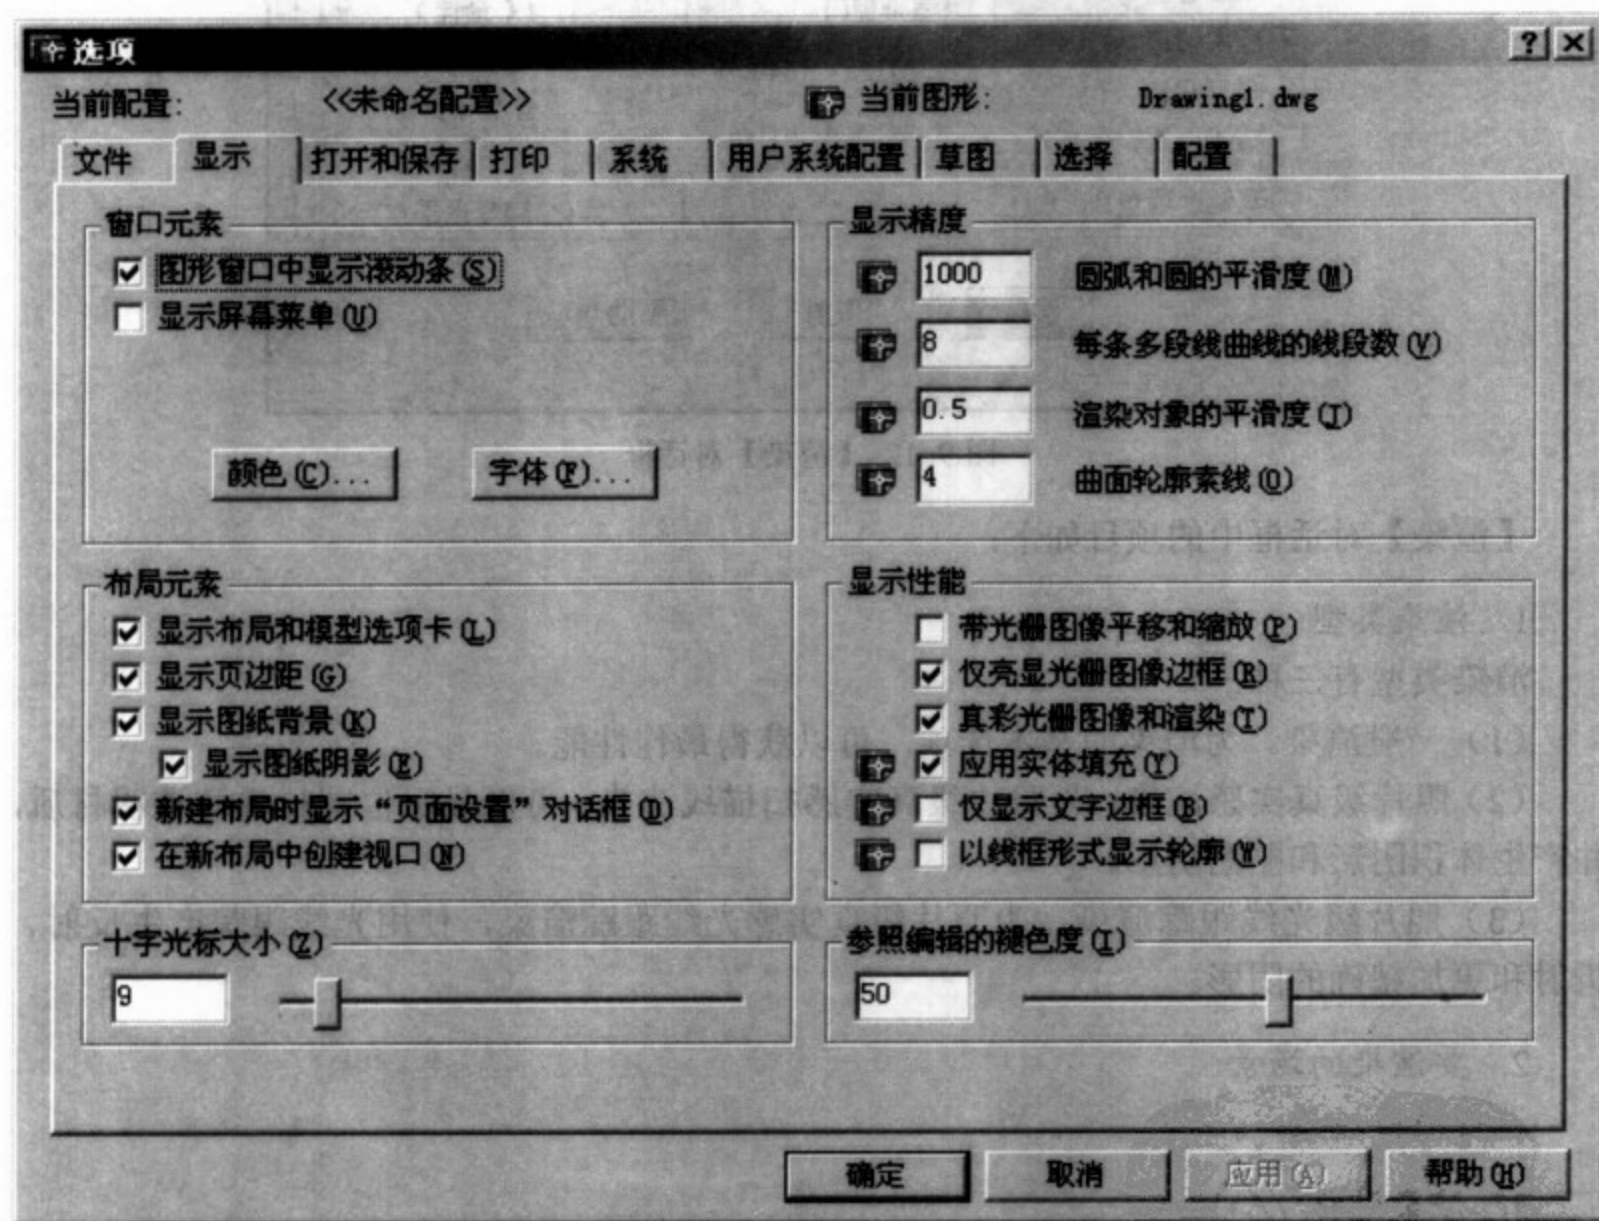 选项
当前配置: <<未命名配置>> 当前图形: Drawing1.dwg
文件 显示 打开和保存 打印 系统 用户系统配置 草图 选择 配置
窗口元素
图形窗口中显示滚动条(S)
显示屏幕菜单(U)
颜色(C)... 字体(F)...
显示精度
1000 圆弧和圆的平滑度(M)
8 每条多段线曲线的线段数(V)
0.5 渲染对象的平滑度(J)
4 曲面轮廓素线(O)
布局元素
显示布局和模型选项卡(L)
显示页边距(G)
显示图纸背景(K)
显示图纸阴影(E)
新建布局时显示“页面设置”对话框(D)
在新布局中创建视口(N)
显示性能
带光栅图像平移和缩放(P)
仅亮显光栅图像边框(R)
真彩光栅图像和渲染(T)
应用实体填充(Y)
仅显示文字边框(B)
以线框形式显示轮廓(W)
十字光标大小(Z)
9
参照编辑的褪色度(I)
50
确定 取消 应用(A) 帮助(H)